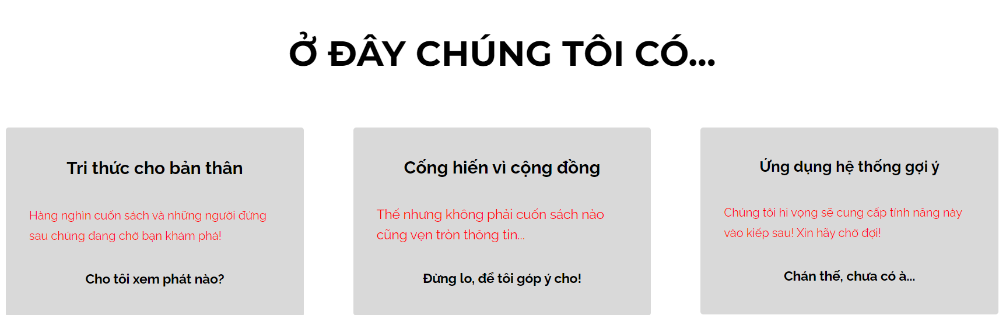 Ở ĐÂY CHÚNG TÔI CÓ...
Tri thức cho bản thân
Hàng nghìn cuốn sách và những người đứng
sau chúng đang chờ bạn khám phá!
Cho tôi xem phát nào?
Cống hiến vì cộng đồng
Thế nhưng không phải cuốn sách nào
cũng vẹn tròn thông tin...
Đừng lo, để tôi góp ý cho!
Ứng dụng hệ thống gợi ý
Chúng tôi hi vọng sẽ cung cấp tính năng này
vào kiếp sau! Xin hãy chờ đợi!
Chán thế, chưa có à...